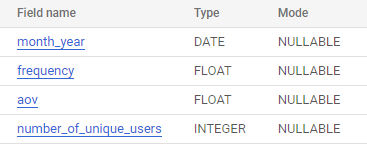 Field name Type Mode
month_year DATE NULLABLE
frequency FLOAT NULLABLE
aov FLOAT NULLABLE
number_of_unique_users INTEGER NULLABLE